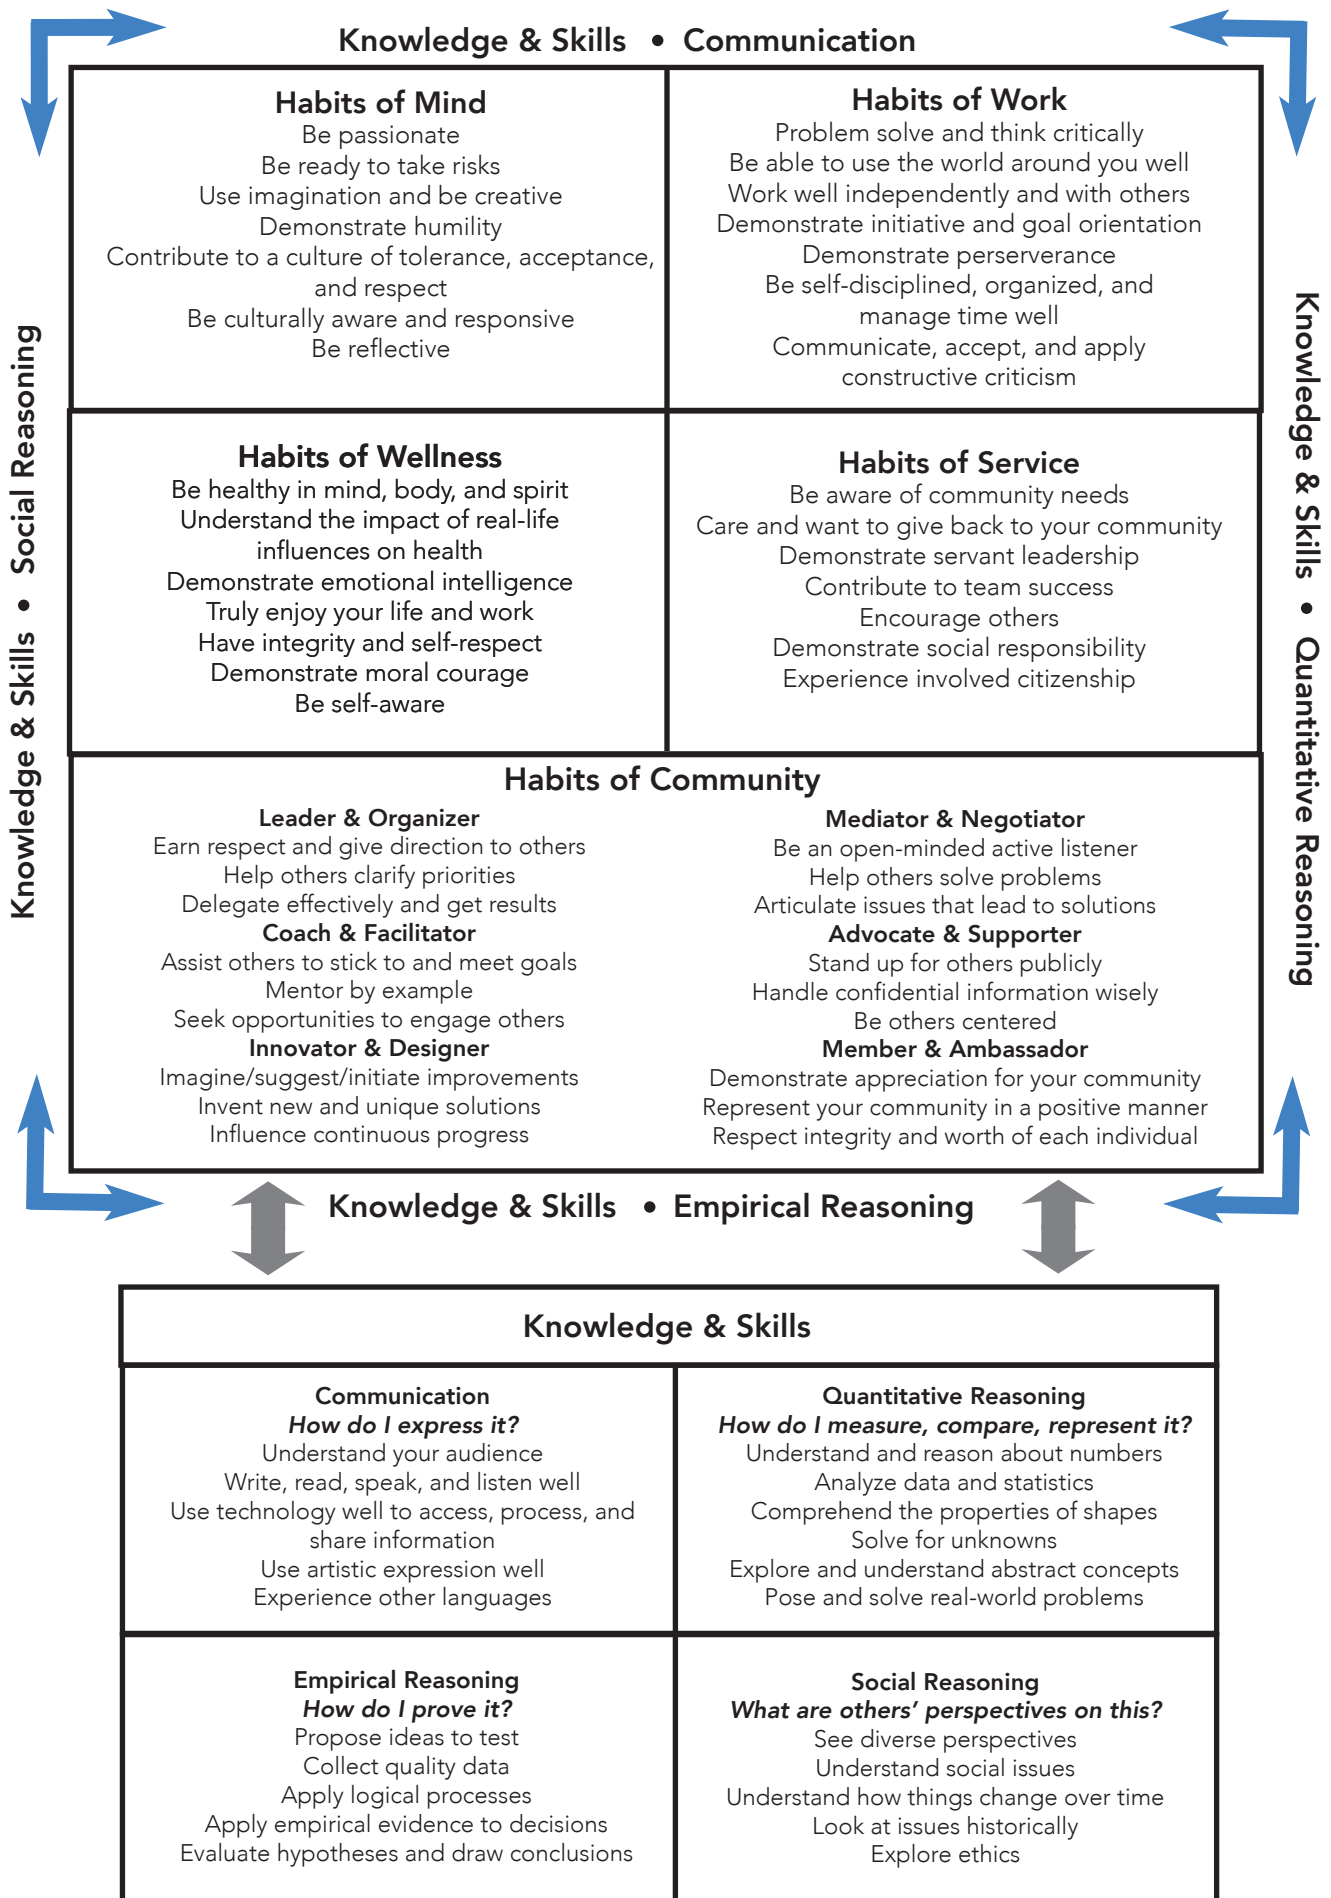 Knowledge & Skills • Communication
Knowledge & Skills • Social Reasoning
Knowledge & Skills • Quantitative Reasoning
Habits of Mind
Be passionate
Be ready to take risks
Use imagination and be creative
Demonstrate humility
Contribute to a culture of tolerance, acceptance,
and respect
Be culturally aware and responsive
Be reflective
Habits of Work
Problem solve and think critically
Be able to use the world around you well
Work well independently and with others
Demonstrate initiative and goal orientation
Demonstrate perserverance
Be self-disciplined, organized, and
manage time well
Communicate, accept, and apply
constructive criticism
Habits of Wellness
Be healthy in mind, body, and spirit
Understand the impact of real-life
influences on health
Demonstrate emotional intelligence
Truly enjoy your life and work
Have integrity and self-respect
Demonstrate moral courage
Be self-aware
Habits of Service
Be aware of community needs
Care and want to give back to your community
Demonstrate servant leadership
Contribute to team success
Encourage others
Demonstrate social responsibility
Experience involved citizenship
Habits of Community
Leader & Organizer
Earn respect and give direction to others
Help others clarify priorities
Delegate effectively and get results
Coach & Facilitator
Assist others to stick to and meet goals
Mentor by example
Seek opportunities to engage others
Innovator & Designer
Imagine/suggest/initiate improvements
Invent new and unique solutions
Influence continuous progress
Mediator & Negotiator
Be an open-minded active listener
Help others solve problems
Articulate issues that lead to solutions
Advocate & Supporter
Stand up for others publicly
Handle confidential information wisely
Be others centered
Member & Ambassador
Demonstrate appreciation for your community
Represent your community in a positive manner
Respect integrity and worth of each individual
Knowledge & Skills • Empirical Reasoning
Knowledge & Skills
Communication
How do I express it?
Understand your audience
Write, read, speak, and listen well
Use technology well to access, process, and
share information
Use artistic expression well
Experience other languages
Quantitative Reasoning
How do I measure, compare, represent it?
Understand and reason about numbers
Analyze data and statistics
Comprehend the properties of shapes
Solve for unknowns
Explore and understand abstract concepts
Pose and solve real-world problems
Empirical Reasoning
How do I prove it?
Propose ideas to test
Collect quality data
Apply logical processes
Apply empirical evidence to decisions
Evaluate hypotheses and draw conclusions
Social Reasoning
What are others’ perspectives on this?
See diverse perspectives
Understand social issues
Understand how things change over time
Look at issues historically
Explore ethics